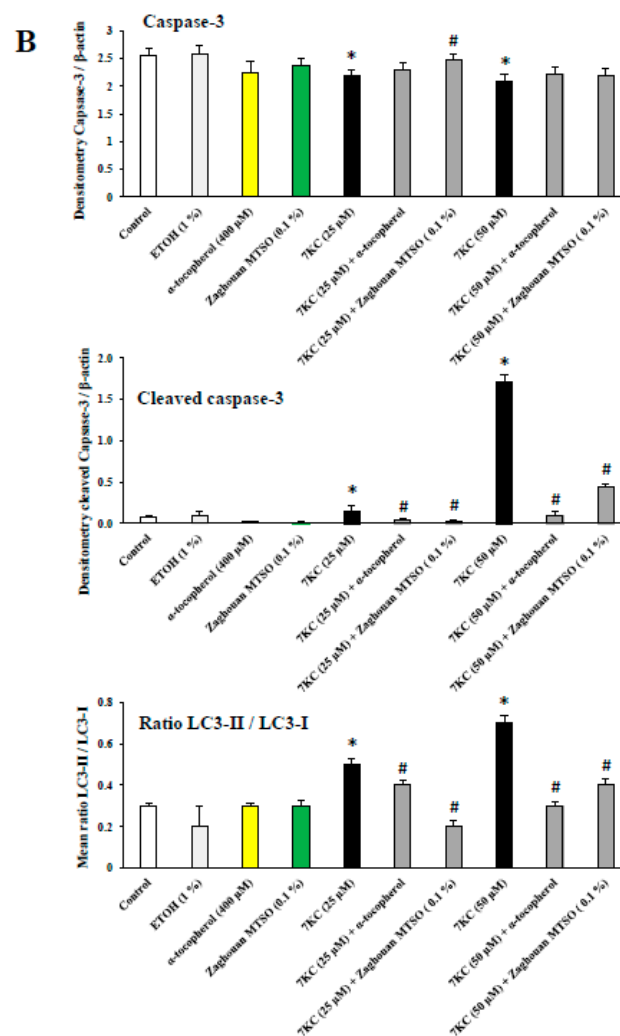 B
Caspase-3
Densitometry Capsase-3 / β-actin
3
2.5
2
1.5
1
0.5
0
*
#
*
Control
ETOH (1 %)
α-tocopherol (400 µM)
Zaghouan MTSO (0.1 %)
7KC (25 µM)
7KC (25 µM) + α-tocopherol
7KC (25 µM) + Zaghouan MTSO ( 0.1 %)
7KC (50 µM)
7KC (50 µM) + α-tocopherol
7KC (50 µM) + Zaghouan MTSO ( 0.1 %)
Cleaved caspase-3
Densitometry cleaved Capsase-3 / β-actin
2.0
1.5
1.0
0.5
0.0
*
#
#
*
#
#
Control
ETOH (1 %)
α-tocopherol (400 µM)
Zaghouan MTSO (0.1 %)
7KC (25 µM)
7KC (25 µM) + α-tocopherol
7KC (25 µM) + Zaghouan MTSO ( 0.1 %)
7KC (50 µM)
7KC (50 µM) + α-tocopherol
7KC (50 µM) + Zaghouan MTSO ( 0.1 %)
Ratio LC3-II / LC3-I
Mean ratio LC3-II / LC3-I
0.8
0.6
0.4
0.2
0
*
#
#
*
#
#
Control
ETOH (1 %)
α-tocopherol (400 µM)
Zaghouan MTSO (0.1 %)
7KC (25 µM)
7KC (25 µM) + α-tocopherol
7KC (25 µM) + Zaghouan MTSO ( 0.1 %)
7KC (50 µM)
7KC (50 µM) + α-tocopherol
7KC (50 µM) + Zaghouan MTSO ( 0.1 %)